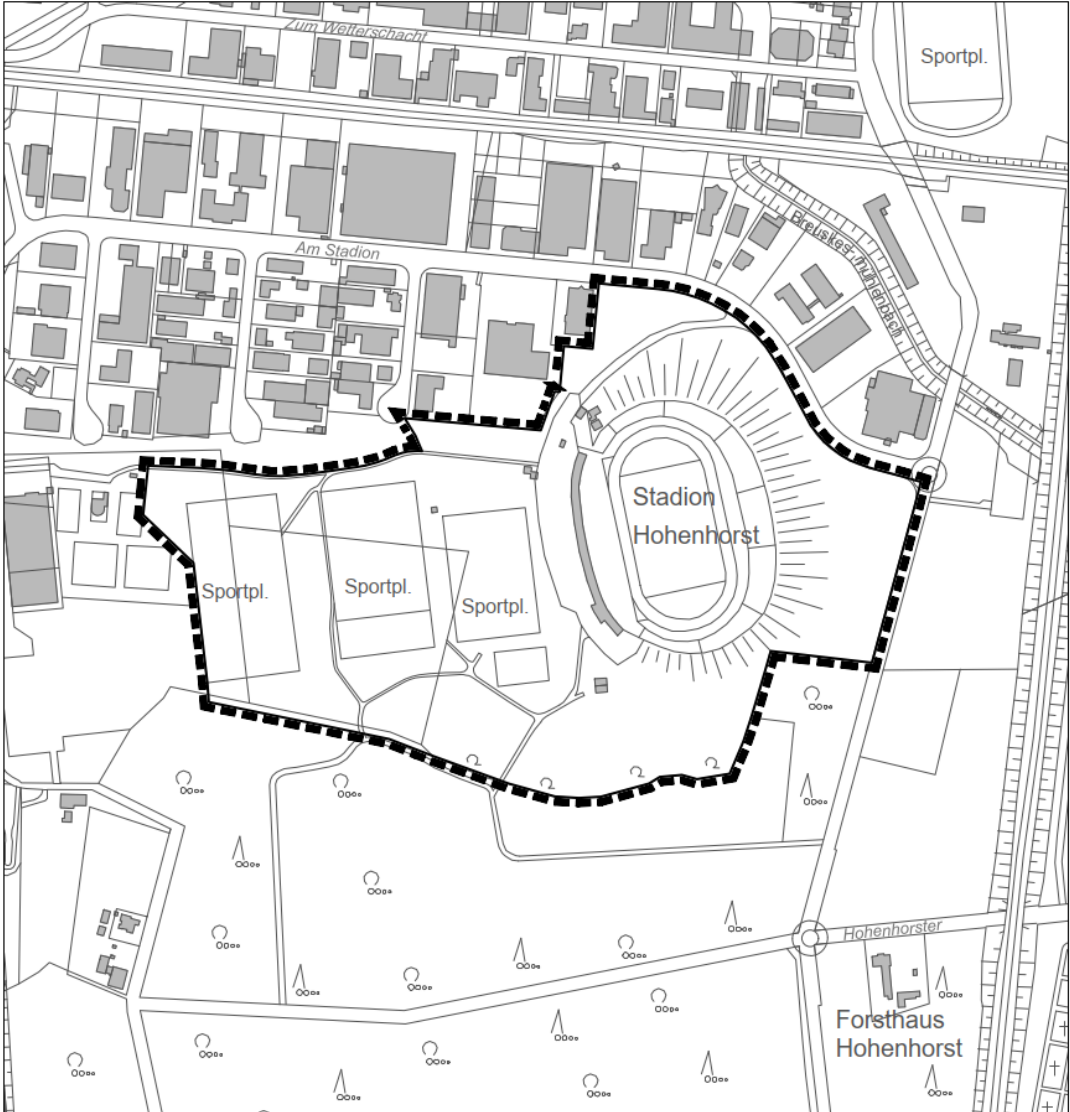 Zum Wetterschacht
Sportpl.
Am Stadion
Breuskes mühlenbach
Stadion
Hohenhorst
Sportpl.
Sportpl.
Sportpl.
Hohenhorster
Forsthaus
Hohenhorst